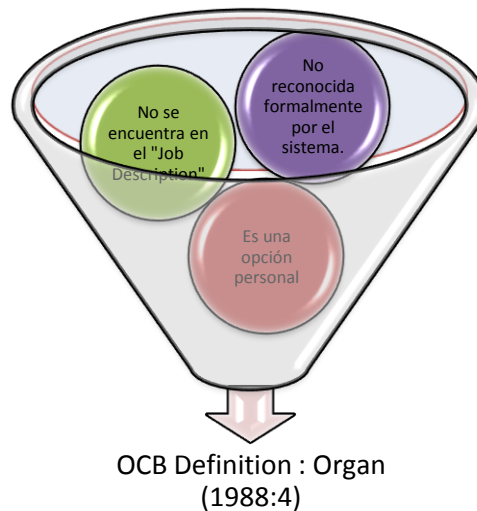 No
reconocida
formalmente
por el
sistema.
No se
encuentra en
el "Job
Description"
Es una
opción
personal
OCB Definition : Organ
(1988:4)